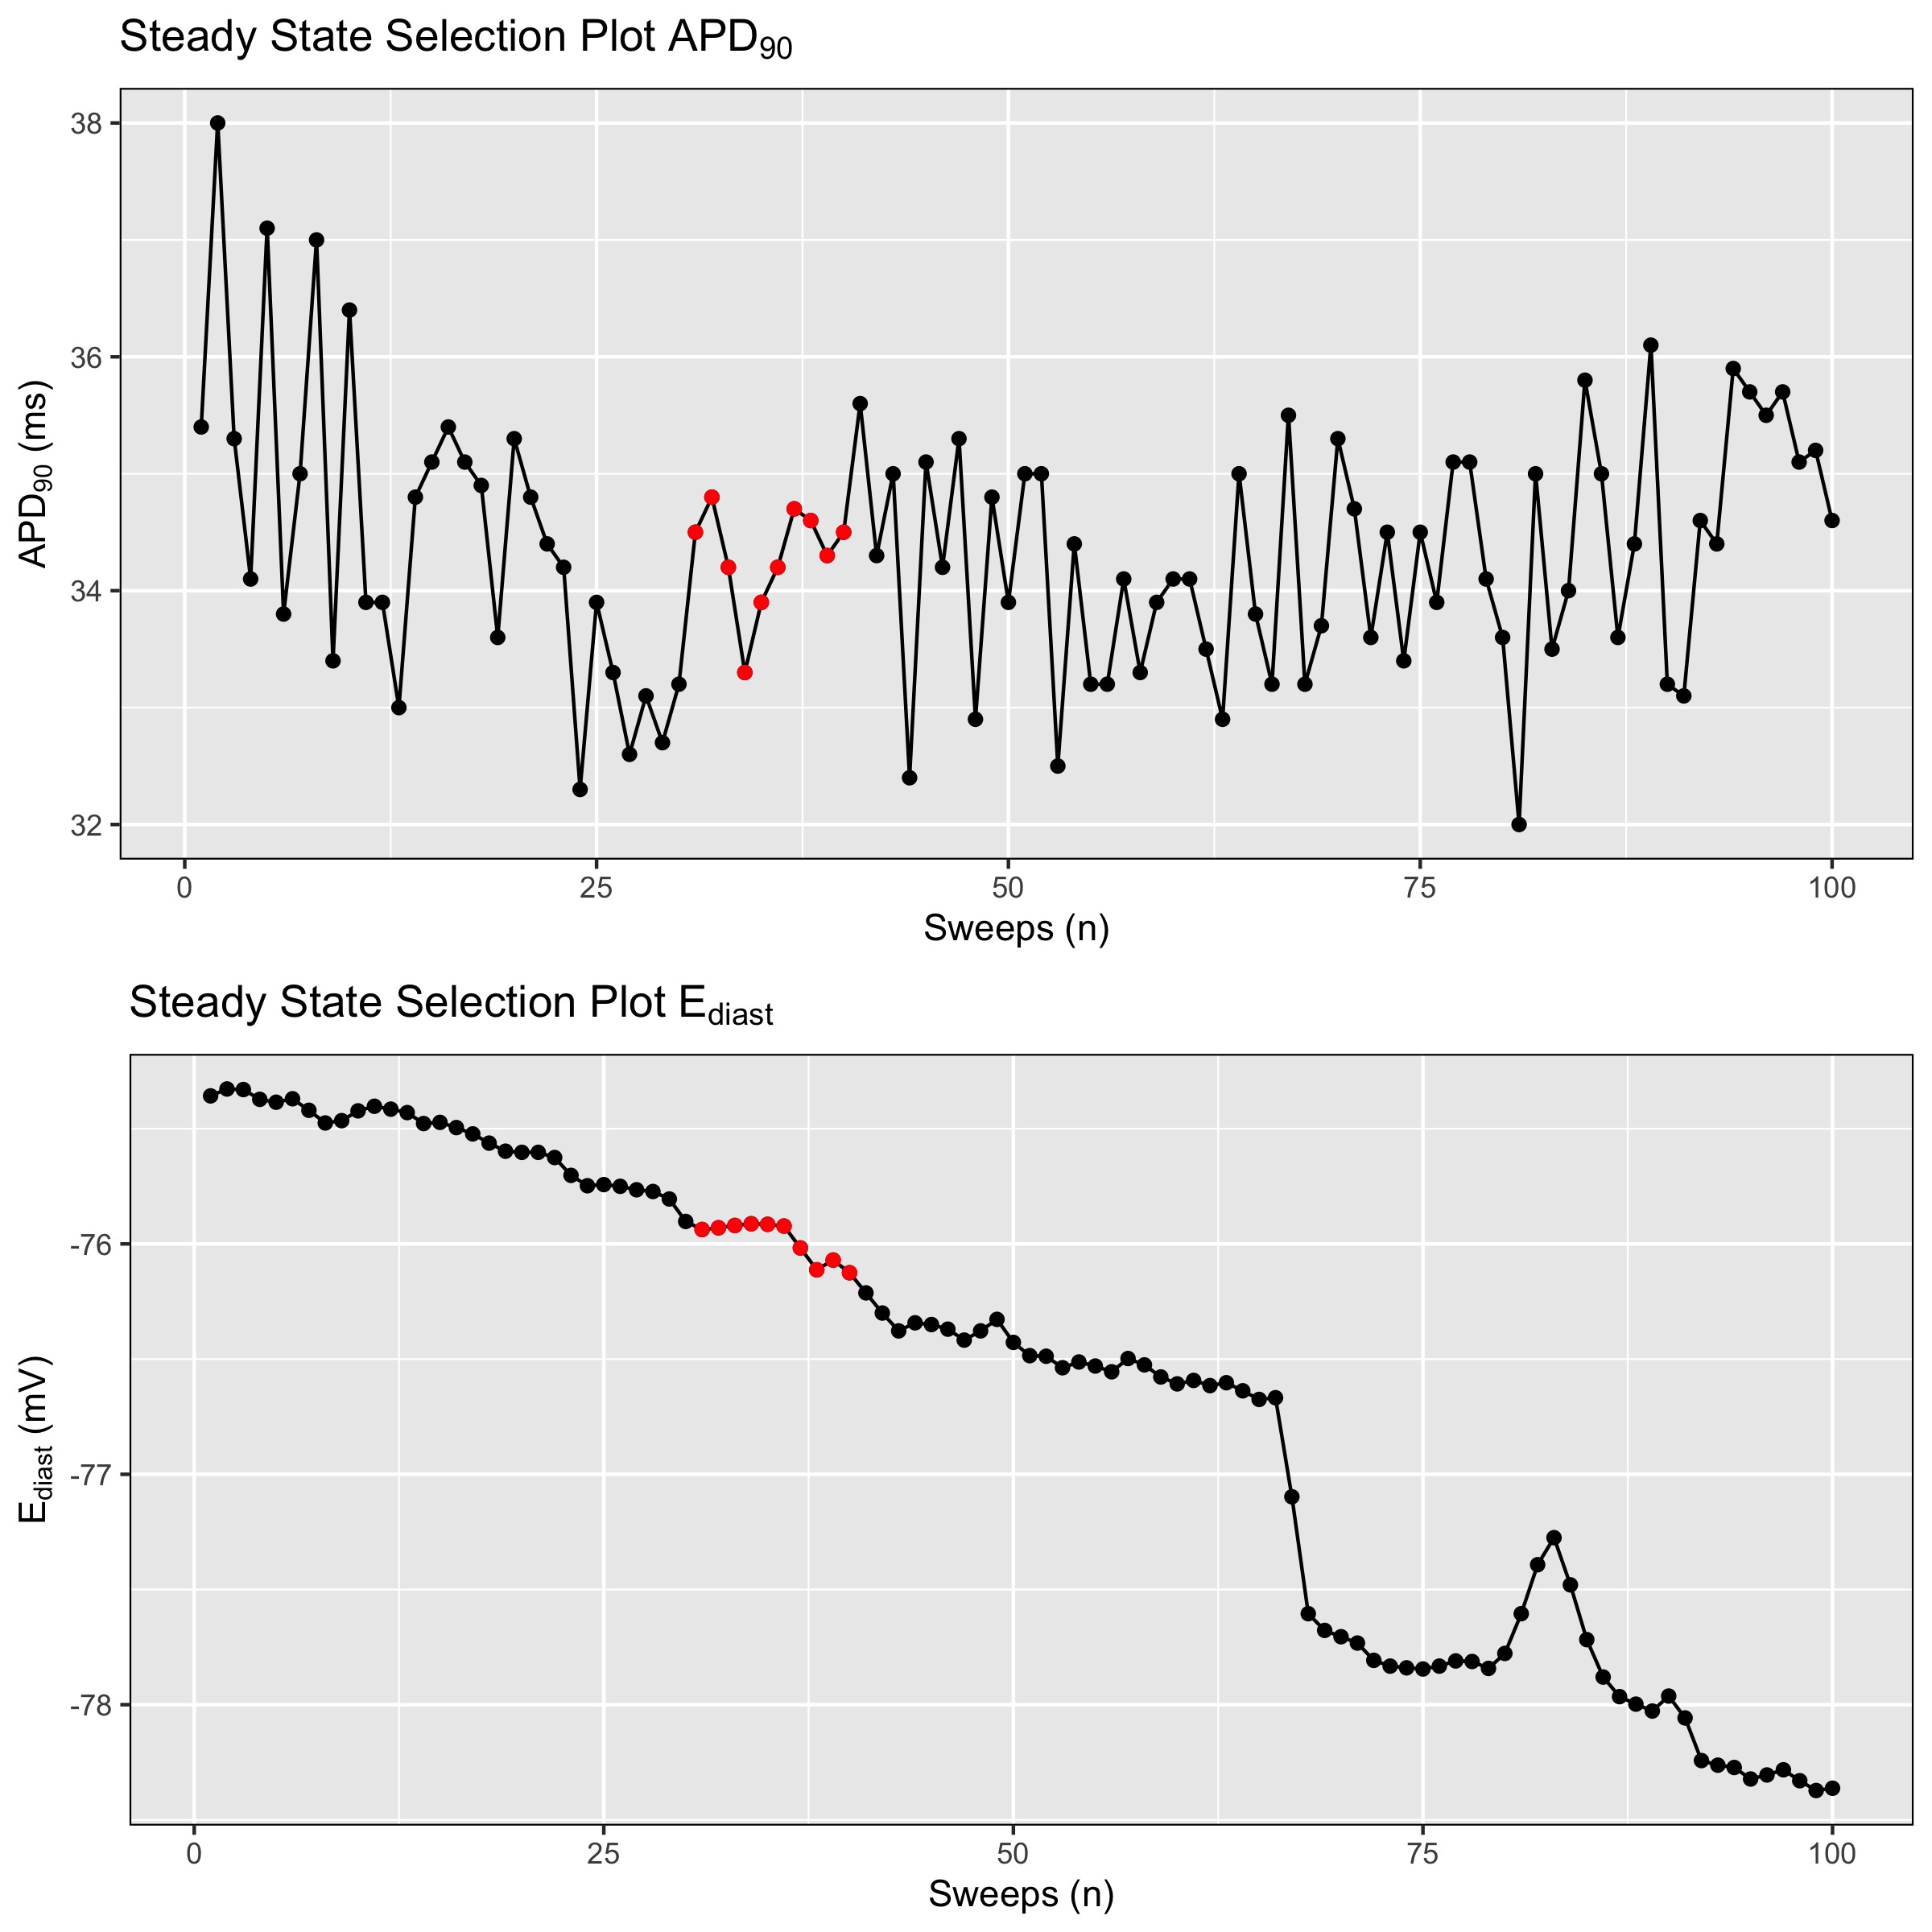 Steady State Selection Plot APD90
38
36
34
32
APD90 (ms)
0 25 50 75 100
Sweeps (n)
Steady State Selection Plot Ediast
-76
-77
-78
Ediast (mV)
0 25 50 75 100
Sweeps (n)